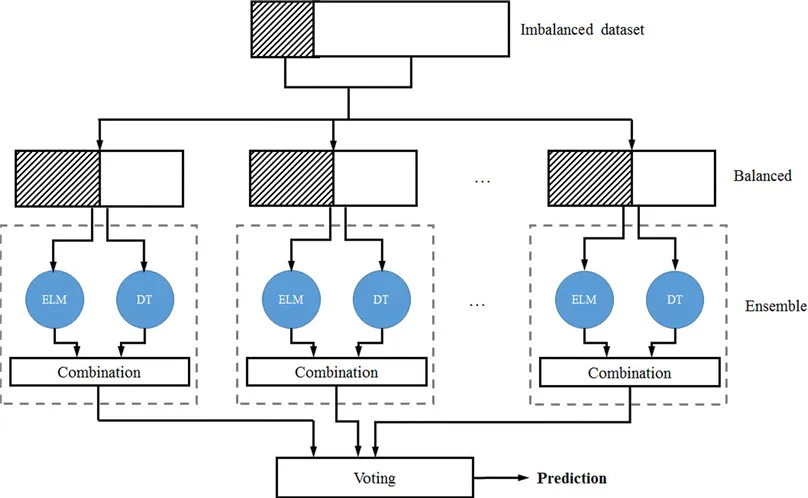 Imbalanced dataset
... Balanced
ELM DT ELM DT ... ELM DT Ensemble
Combination Combination Combination
Voting Prediction